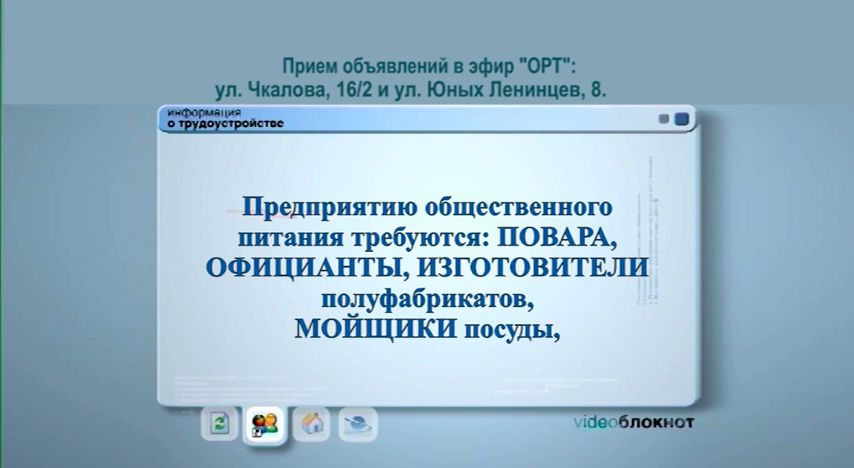 Прием объявлений в эфир "ОРТ":
ул. Чкалова, 16/2 и ул. Юных Ленинцев, 8.
информация
о трудоустройстве
Предприятию общественного
питания требуются: ПОВАРА,
ОФИЦИАНТЫ, ИЗГОТОВИТЕЛИ
полуфабрикатов,
МОЙЩИКИ посуды,
videоблокнот